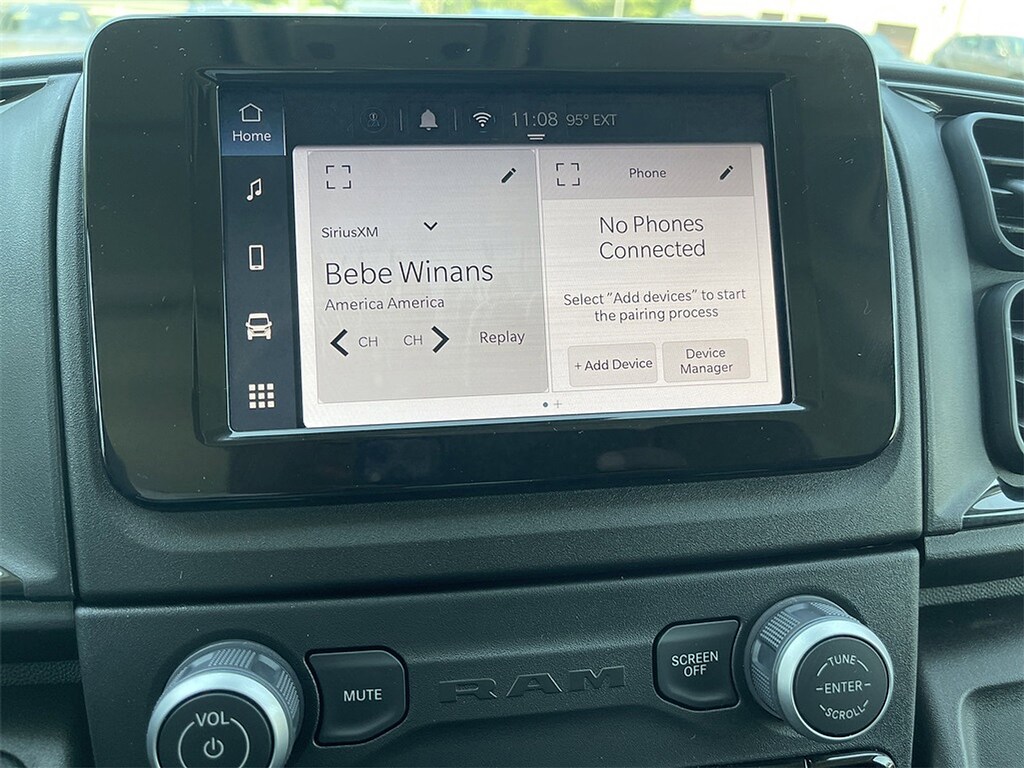 Home
11:08 95° EXT
SiriusXM
Bebe Winans
America America
CH CH Replay
Phone
No Phones
Connected
Select "Add devices" to start
the pairing process
+ Add Device
Device
Manager
VOL
MUTE
RAM
SCREEN
OFF
TUNE
ENTER
SCROLL